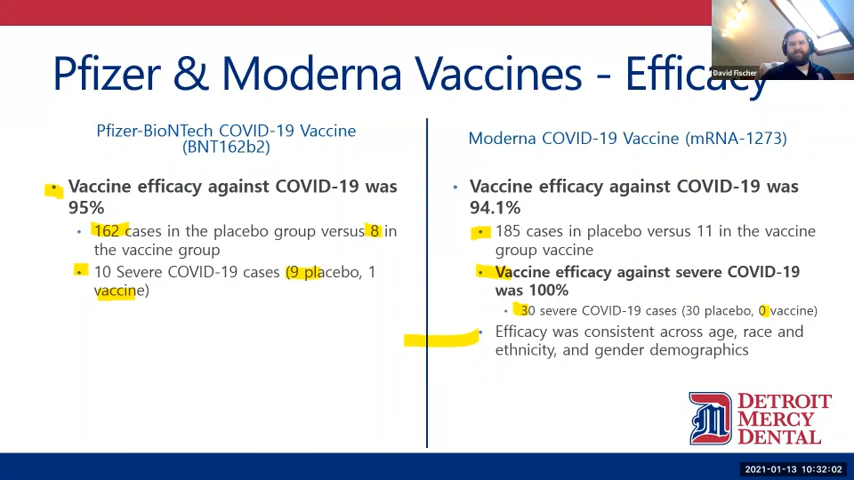 Pfizer & Moderna Vaccines - Efficacy
David Fischer
Pfizer-BioNTech COVID-19 Vaccine
(BNT162b2)
• Vaccine efficacy against COVID-19 was
95%
• 162 cases in the placebo group versus 8 in
the vaccine group
• 10 Severe COVID-19 cases (9 placebo, 1
vaccine)
Moderna COVID-19 Vaccine (mRNA-1273)
• Vaccine efficacy against COVID-19 was
94.1%
• 185 cases in placebo versus 11 in the vaccine
group vaccine
• Vaccine efficacy against severe COVID-19
was 100%
• 30 severe COVID-19 cases (30 placebo, 0 vaccine)
• Efficacy was consistent across age, race and
ethnicity, and gender demographics
DETROIT
MERCY
DENTAL
2021-01-13 10:32:02